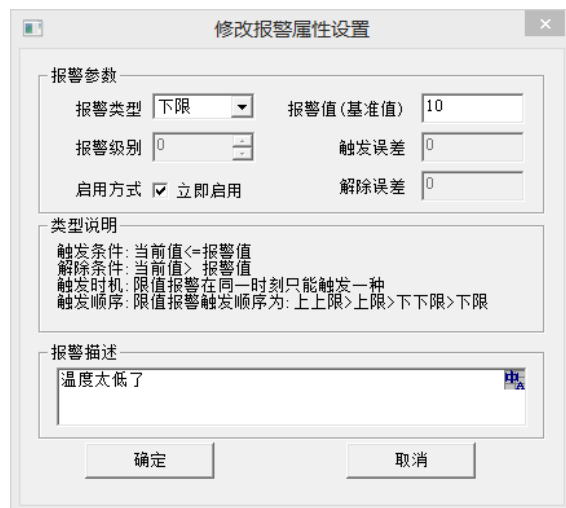 修改报警属性设置
报警参数
报警类型 下限 报警值(基准值) 10
报警级别 0 触发误差 0
启用方式 立即启用 解除误差 0
类型说明
触发条件:当前值<=报警值
解除条件:当前值> 报警值
触发时机:限值报警在同一时刻只能触发一种
触发顺序:限值报警触发顺序为:上上限>上限>下下限>下限
报警描述
温度太低了 中A
确定 取消